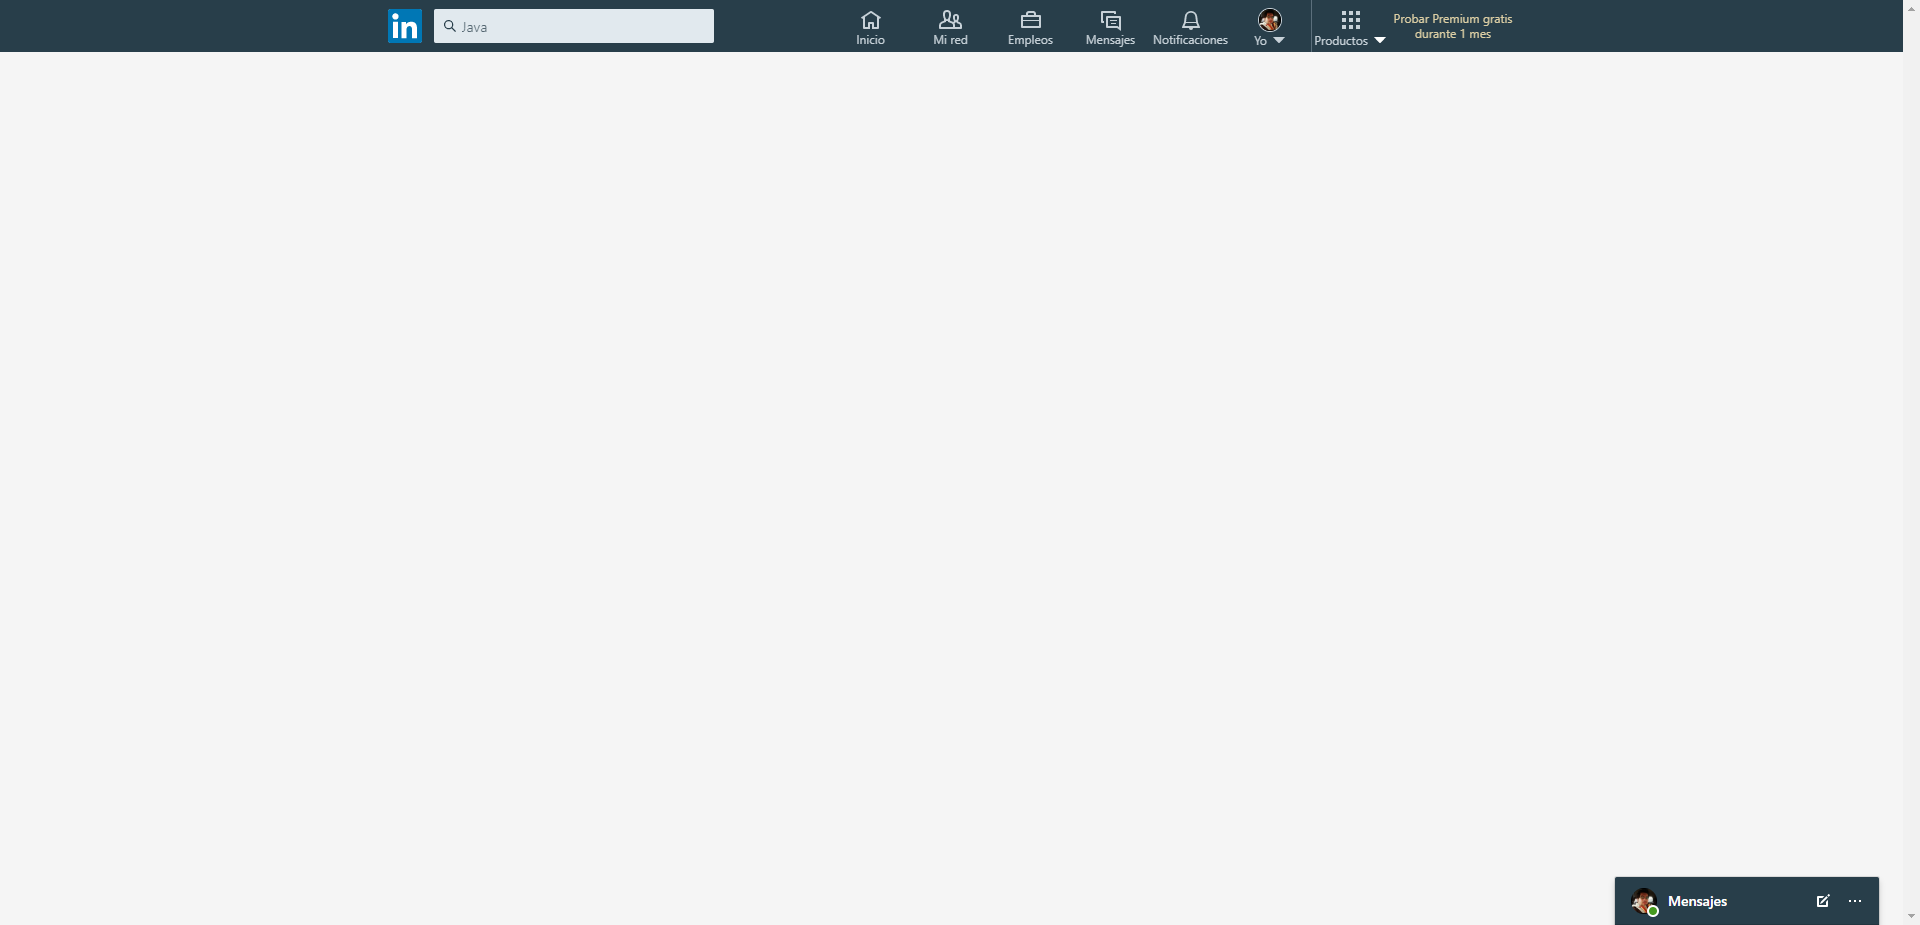 in
Java
Inicio
Mi red
Empleos
Mensajes
Notificaciones
Yo
Productos
Probar Premium gratis
durante 1 mes
Mensajes